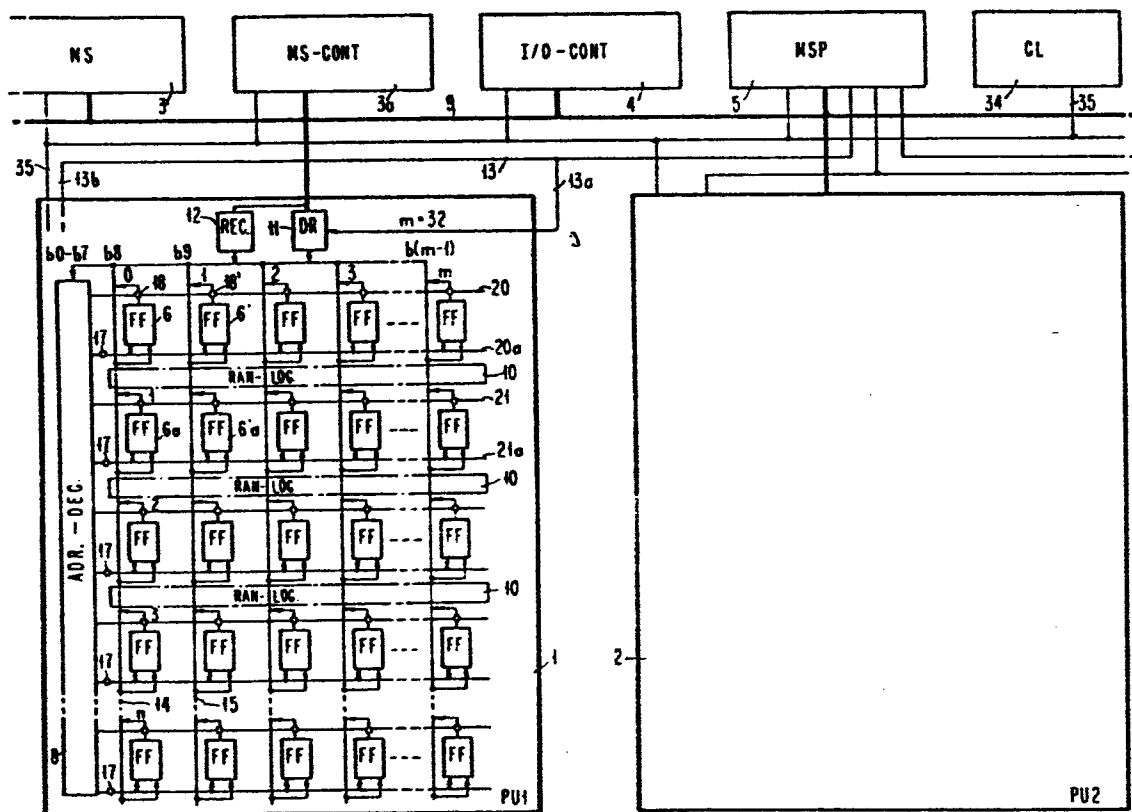 MS MS-CONT I/O-CONT MSP CL
3 36 4 5 34 35
9
35 13b 13 13a
12 REC. 11 DR m=32
b0-b7 b8 b9 b(m-1)
0 1 2 3 m
18 18' 20
FF 6 FF 6' FF FF --- FF
17 20a
RAN-LOG. 10
1 21
FF 6a FF 6'a FF FF --- FF
17 21a
RAN-LOG 10
2
FF FF FF FF --- FF
17
RAN-LOG. 10
3
FF FF FF FF --- FF
17
14 15
n
FF FF FF FF --- FF
17
ADR.-DEC.
8
1
PU1
2
PU2